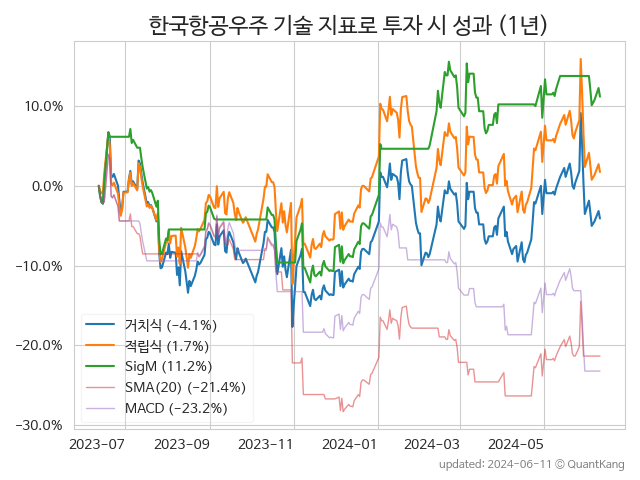 한국항공우주 기술 지표로 투자 시 성과 (1년)
10.0%
0.0%
−10.0%
−20.0%
−30.0%
거치식 (−4.1%)
적립식 (1.7%)
SigM (11.2%)
SMA(20) (−21.4%)
MACD (−23.2%)
2023-07
2023-09
2023-11
2024-01
2024-03
2024-05
updated: 2024-06-11 © QuantKang